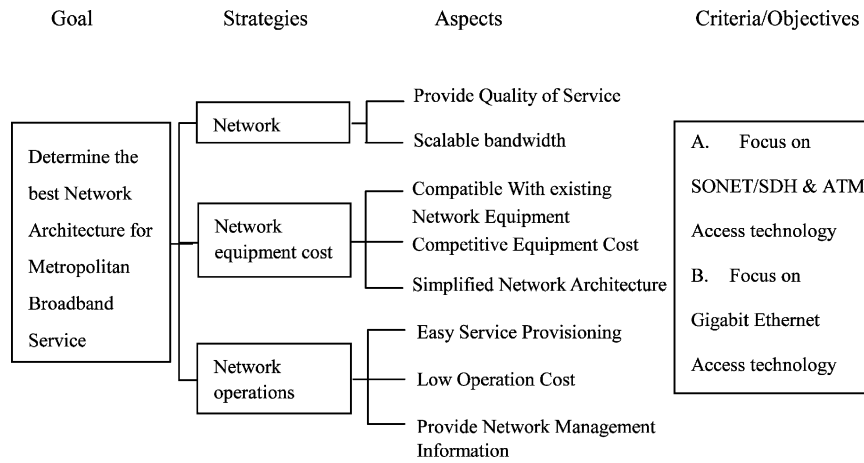 Goal
Strategies
Aspects
Criteria/Objectives
Determine the
best Network
Architecture for
Metropolitan
Broadband
Service
Network
Network
equipment cost
Network
operations
Provide Quality of Service
Scalable bandwidth
Compatible With existing
Network Equipment
Competitive Equipment Cost
Simplified Network Architecture
Easy Service Provisioning
Low Operation Cost
Provide Network Management
Information
A. Focus on
SONET/SDH & ATM
Access technology
B. Focus on
Gigabit Ethernet
Access technology